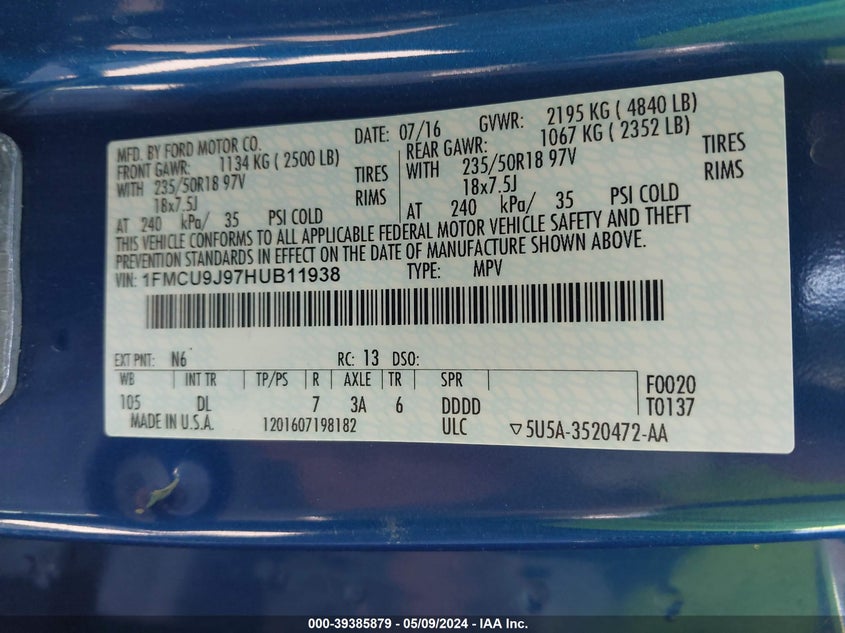 MFD. BY FORD MOTOR CO. DATE: 07/16 GVWR: 2195 KG ( 4840 LB)
FRONT GAWR: 1134 KG ( 2500 LB) REAR GAWR: 1067 KG ( 2352 LB)
WITH 235/50R18 97V TIRES WITH 235/50R18 97V TIRES
18x7.5J RIMS 18x7.5J RIMS
AT 240 kPa/ 35 PSI COLD AT 240 kPa/ 35 PSI COLD
THIS VEHICLE CONFORMS TO ALL APPLICABLE FEDERAL MOTOR VEHICLE SAFETY AND THEFT
PREVENTION STANDARDS IN EFFECT ON THE DATE OF MANUFACTURE SHOWN ABOVE.
VIN: 1FMCU9J97HUB11938 TYPE: MPV
EXT PNT: N6 RC: 13 DSO:
WB INT TR TP/PS R AXLE TR SPR F0020
105 DL 7 3A 6 DDDD T0137
MADE IN U.S.A. 1201607198182 ULC ▽5U5A-3520472-AA
000-39385879 - 05/09/2024 - IAA Inc.